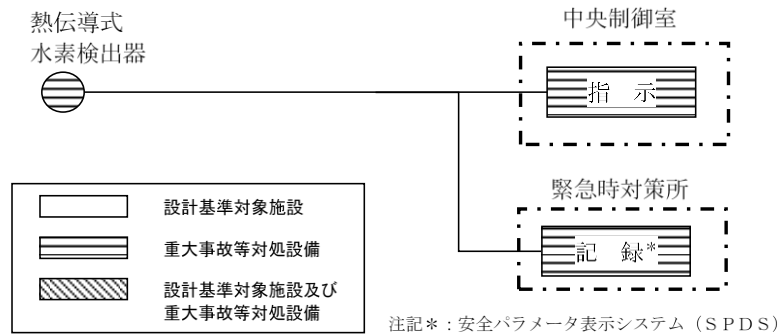 熱伝導式
水素検出器
中央制御室
指　示
緊急時対策所
記　録*
設計基準対象施設
重大事故等対処設備
設計基準対象施設及び
重大事故等対処設備
注記＊：安全パラメータ表示システム（ＳＰＤＳ）